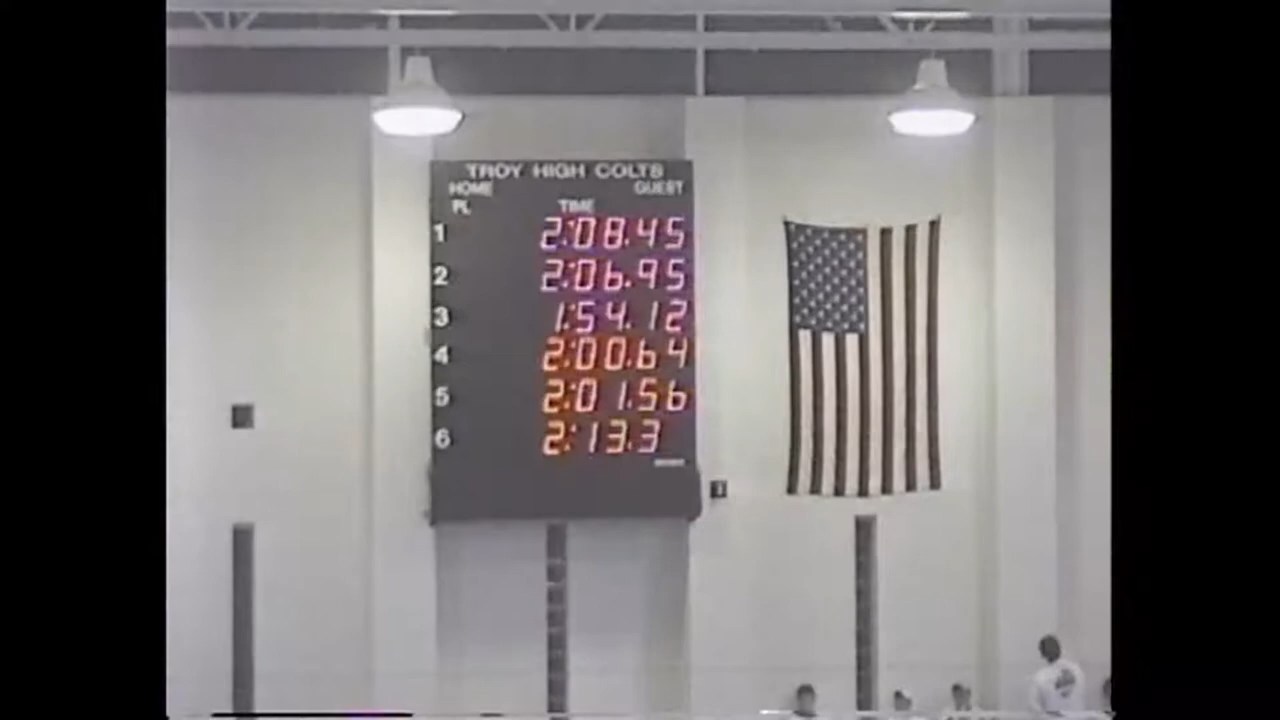 TROY HIGH COLTS
HOME GUEST
PL TIME
1 2:08.45
2 2:06.95
3 1:54.12
4 2:00.64
5 2:01.56
6 2:13.3